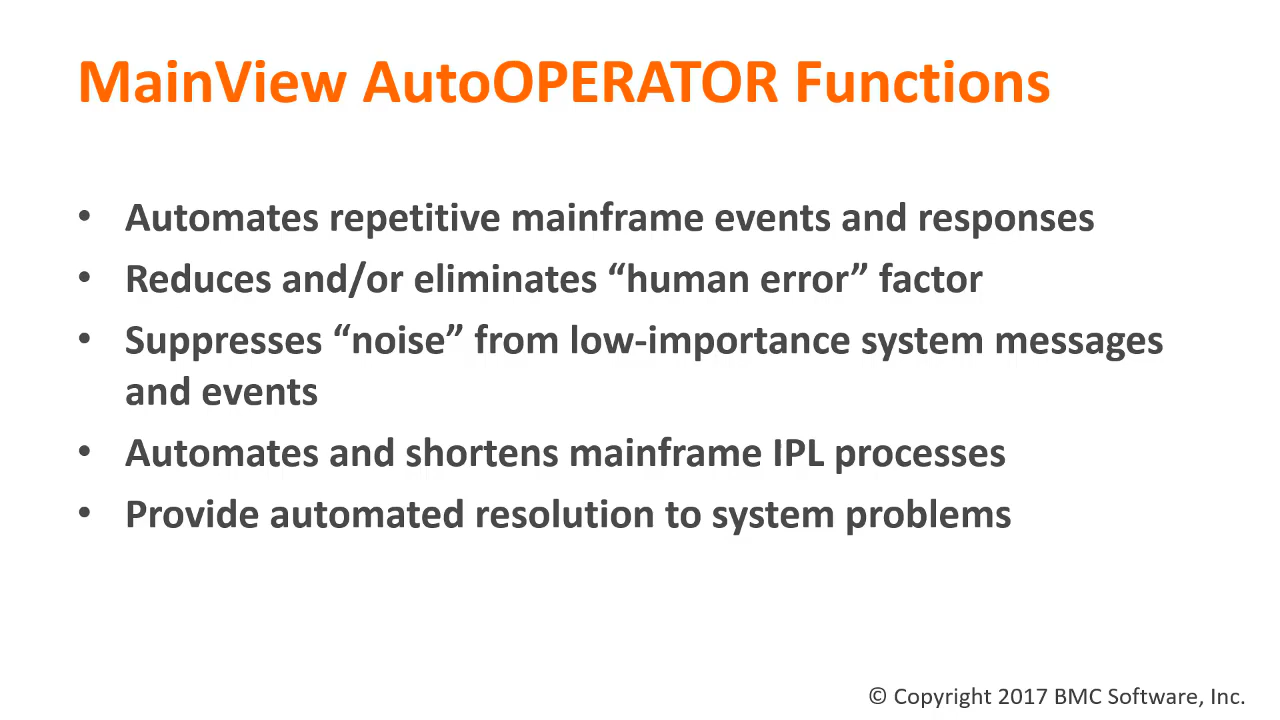 MainView AutoOPERATOR Functions
• Automates repetitive mainframe events and responses
• Reduces and/or eliminates “human error” factor
• Suppresses “noise” from low-importance system messages
and events
• Automates and shortens mainframe IPL processes
• Provide automated resolution to system problems
© Copyright 2017 BMC Software, Inc.